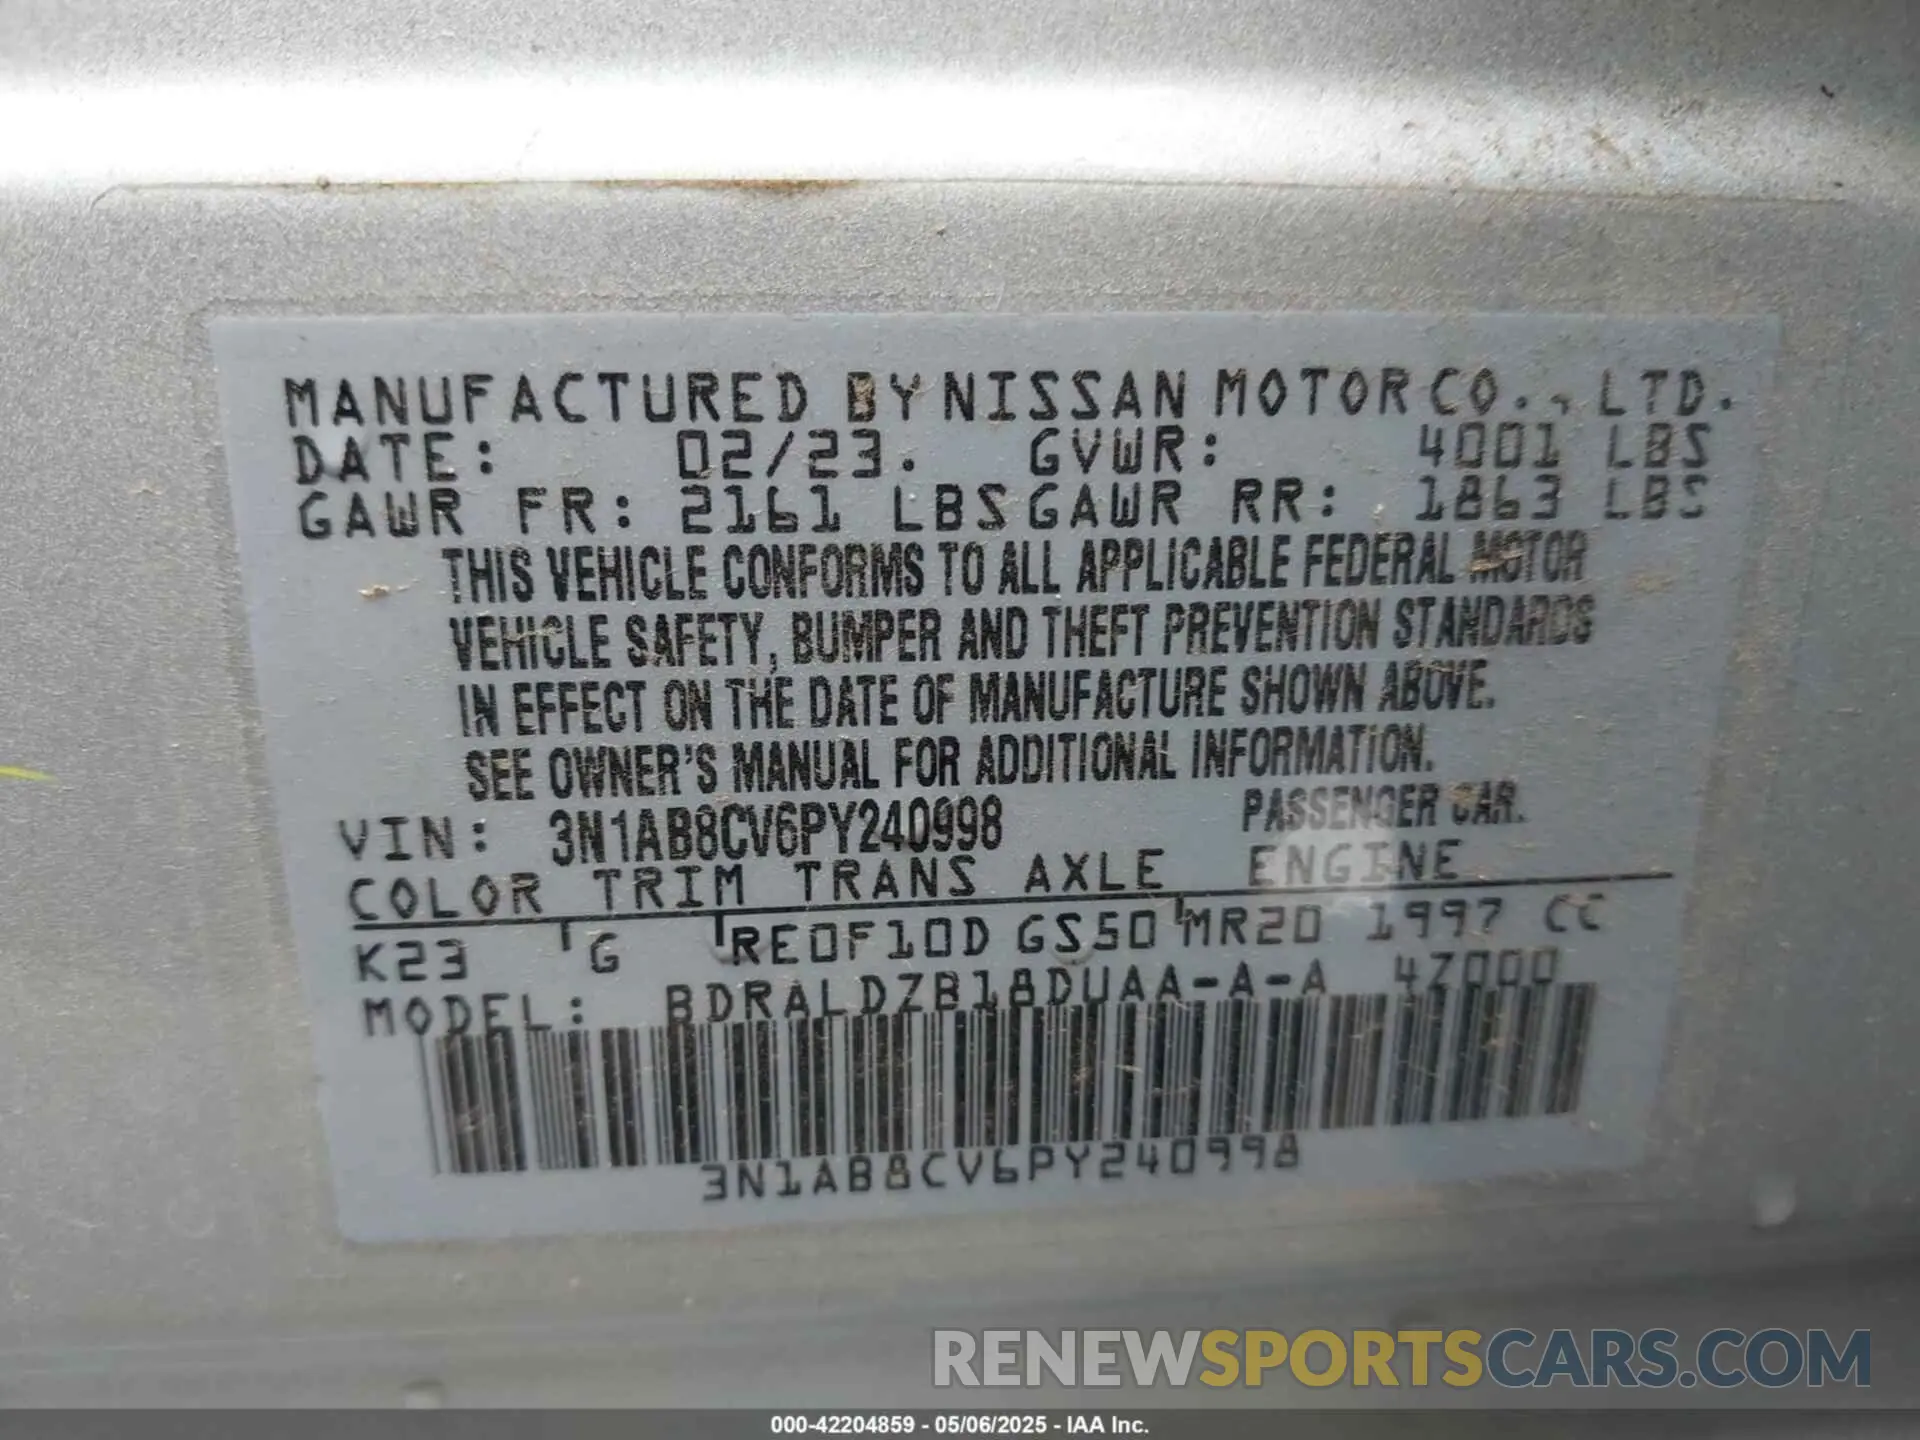 MANUFACTURED BY NISSAN MOTOR CO., LTD.
DATE: 02/23. GVWR: 4001 LBS
GAWR FR: 2161 LBS GAWR RR: 1863 LBS
THIS VEHICLE CONFORMS TO ALL APPLICABLE FEDERAL MOTOR
VEHICLE SAFETY, BUMPER AND THEFT PREVENTION STANDARDS
IN EFFECT ON THE DATE OF MANUFACTURE SHOWN ABOVE.
SEE OWNER'S MANUAL FOR ADDITIONAL INFORMATION.
VIN: 3N1AB8CV6PY240998 PASSENGER CAR.
COLOR TRIM TRANS AXLE ENGINE
K23 G RE0F10D GS50 MR20 1997 CC
MODEL: BDRALDZB18DUAA-A-A 4Z000
3N1AB8CV6PY240998
RENEWSPORTSCARS.COM
000-42204859 - 05/06/2025 - IAA Inc.